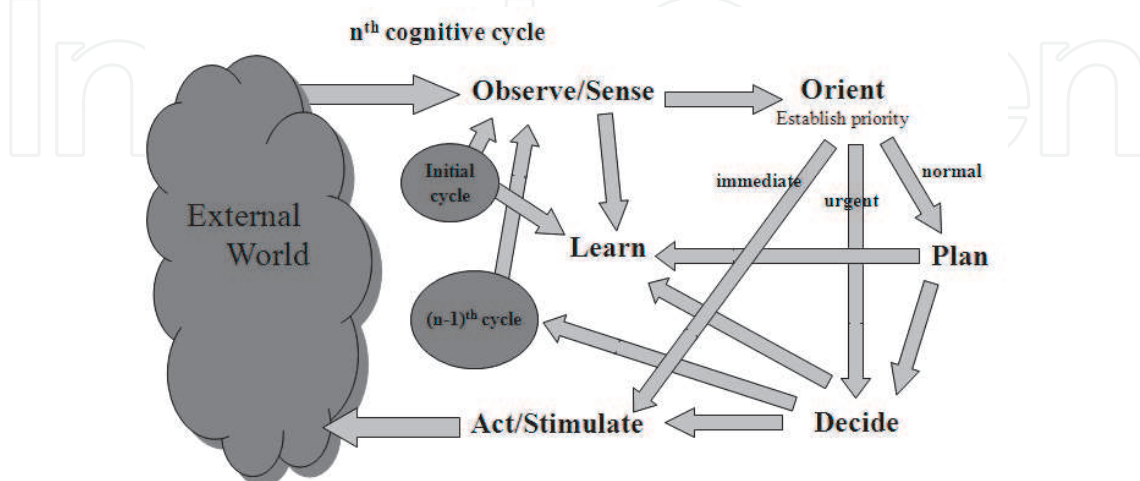 nth cognitive cycle
Observe/Sense
Orient
Establish priority
Initial
cycle
immediate
urgent
normal
External
World
Learn
Plan
(n-1)th cycle
Act/Stimulate
Decide